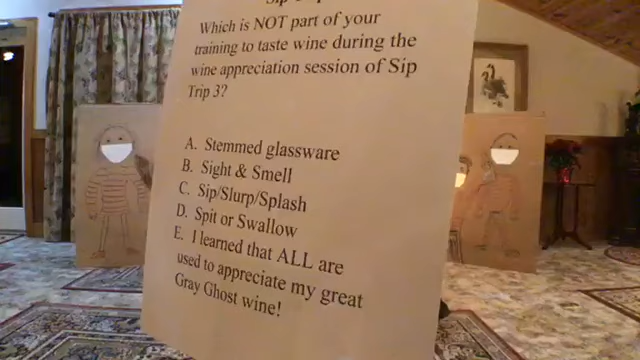 Which is NOT part of your
training to taste wine during the
wine appreciation session of Sip
Trip 3?
A. Stemmed glassware
B. Sight & Smell
C. Sip/Slurp/Splash
D. Spit or Swallow
E. I learned that ALL are
used to appreciate my great
Gray Ghost wine!